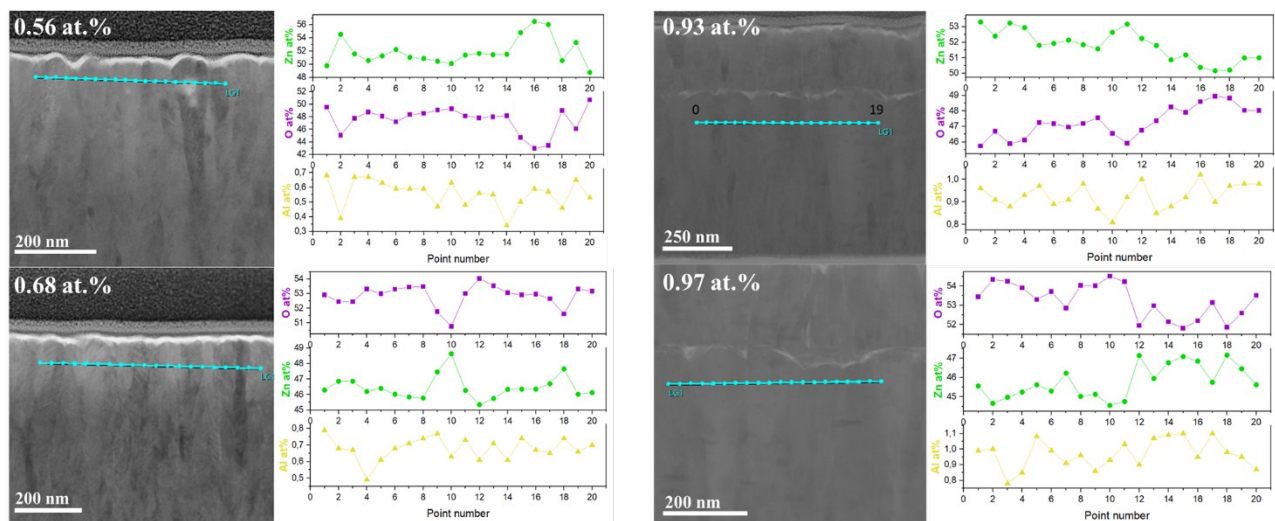 0.56 at.%
LG1
200 nm
Zn at%
56
54
52
50
48
O at%
52
50
48
46
44
42
Al at%
0,7
0,6
0,5
0,4
0,3
0 2 4 6 8 10 12 14 16 18 20
Point number
0.93 at.%
0 19
LG1
250 nm
Zn at%
53
52
51
50
O at%
49
48
47
46
Al at%
1,0
0,9
0,8
0 2 4 6 8 10 12 14 16 18 20
Point number
0.68 at.%
200 nm
O at%
54
53
52
51
Zn at%
49
48
47
46
45
Al at%
0,8
0,7
0,6
0,5
0 2 4 6 8 10 12 14 16 18 20
Point number
0.97 at.%
LG1
200 nm
O at%
54
53
52
Zn at%
47
46
45
Al at%
1,1
1,0
0,9
0,8
0 2 4 6 8 10 12 14 16 18 20
Point number